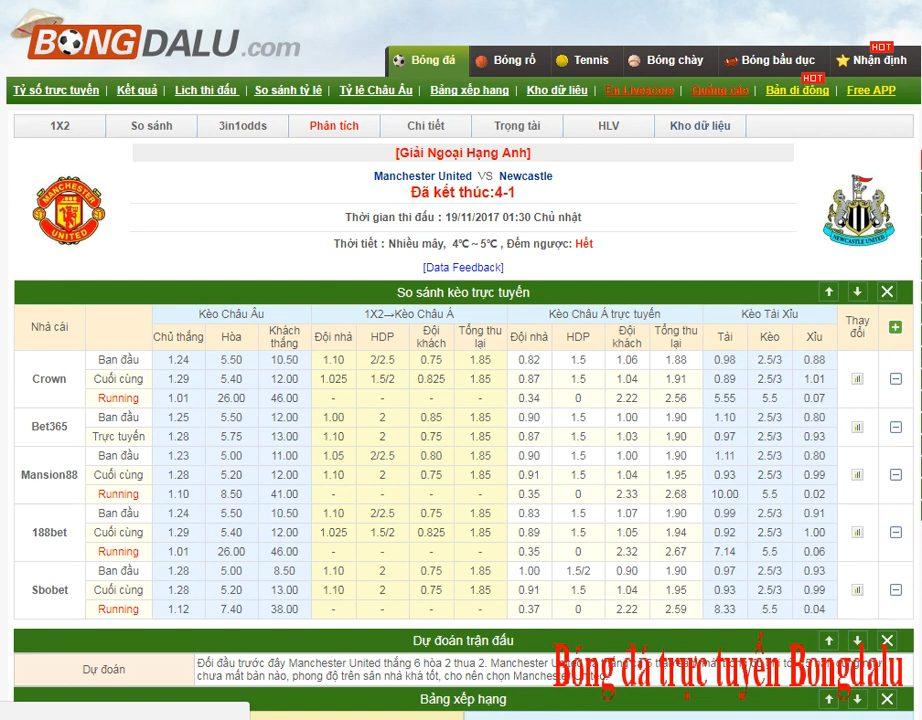 BONGDALU.com
Bóng đá Bóng rổ Tennis Bóng chày Bóng bầu dục HOT Nhận định
Tỷ số trực tuyến | Kết quả | Lịch thi đấu | So sánh tỷ lệ | Tỷ lệ Châu Âu | Bảng xếp hạng | Kho dữ liệu | En Livescore | Quảng cáo | HOT Bản di động | Free APP
1X2 So sánh 3in1odds Phân tích Chi tiết Trọng tài HLV Kho dữ liệu
[Giải Ngoại Hạng Anh]
Manchester United VS Newcastle
Đã kết thúc:4-1
Thời gian thi đấu : 19/11/2017 01:30 Chủ nhật
Thời tiết : Nhiều mây, 4℃~5℃ , Đếm ngược: Hết
[Data Feedback]
MANCHESTER UNITED
NEWCASTLE UNITED
So sánh kèo trực tuyến
Nhà cái Kèo Châu Âu 1X2→Kèo Châu Á Kèo Châu Á trực tuyến Kèo Tài Xỉu Thay đổi
Chủ thắng Hòa Khách thắng Đội nhà HDP Đội khách Tổng thu lại Đội nhà HDP Đội khách Tổng thu lại Tài Kèo Xỉu
Crown
Ban đầu 1.24 5.50 10.50 1.10 2/2.5 0.75 1.85 0.82 1.5 1.06 1.88 0.98 2.5/3 0.88
Cuối cùng 1.29 5.40 12.00 1.025 1.5/2 0.825 1.85 0.87 1.5 1.04 1.91 0.89 2.5/3 1.01
Running 1.01 26.00 46.00 - - - - 0.34 0 2.22 2.56 5.55 5.5 0.07
Bet365
Ban đầu 1.25 5.50 12.00 1.00 2 0.85 1.85 0.90 1.5 1.00 1.90 1.10 2.5/3 0.80
Trực tuyến 1.28 5.75 13.00 1.10 2 0.75 1.85 0.87 1.5 1.03 1.90 0.97 2.5/3 0.93
Mansion88
Ban đầu 1.23 5.00 11.00 1.05 2/2.5 0.80 1.85 0.90 1.5 1.00 1.90 1.11 2.5/3 0.80
Cuối cùng 1.28 5.20 12.00 1.10 2 0.75 1.85 0.91 1.5 1.04 1.95 0.93 2.5/3 0.99
Running 1.10 8.50 41.00 - - - - 0.35 0 2.33 2.68 10.00 5.5 0.02
188bet
Ban đầu 1.24 5.50 10.50 1.10 2/2.5 0.75 1.85 0.83 1.5 1.07 1.90 0.99 2.5/3 0.91
Cuối cùng 1.29 5.40 12.00 1.025 1.5/2 0.825 1.85 0.89 1.5 1.05 1.94 0.92 2.5/3 1.00
Running 1.01 26.00 46.00 - - - - 0.35 0 2.32 2.67 7.14 5.5 0.06
Sbobet
Ban đầu 1.28 5.00 8.50 1.10 2 0.75 1.85 1.00 1.5/2 0.90 1.90 0.97 2.5/3 0.93
Cuối cùng 1.28 5.20 13.00 1.10 2 0.75 1.85 0.91 1.5 1.04 1.95 0.93 2.5/3 0.99
Running 1.12 7.40 38.00 - - - - 0.37 0 2.22 2.59 8.33 5.5 0.04
Dự đoán trận đấu
Dự đoán
Đối đầu trước đây Manchester United thắng 6 hòa 2 thua 2. Manchester
chưa mất bàn nào, phong độ trên sân nhà khá tốt, cho nên chọn Manchester
Bóng đá trực tuyến Bongdalu
Bảng xếp hạng